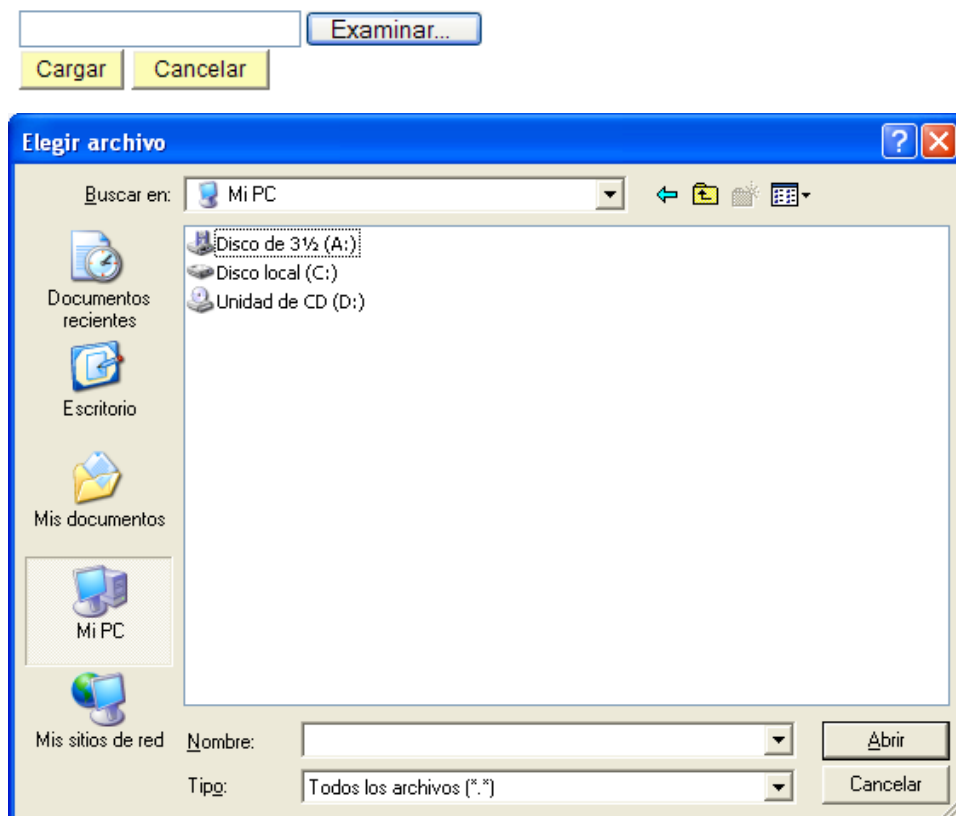 Examinar...
Cargar Cancelar
Elegir archivo
Buscar en: Mi PC
Disco de 3½ (A:)
Disco local (C:)
Unidad de CD (D:)
Documentos
recientes
Escritorio
Mis documentos
Mi PC
Mis sitios de red
Nombre: Abrir
Tipo: Todos los archivos (*.*) Cancelar